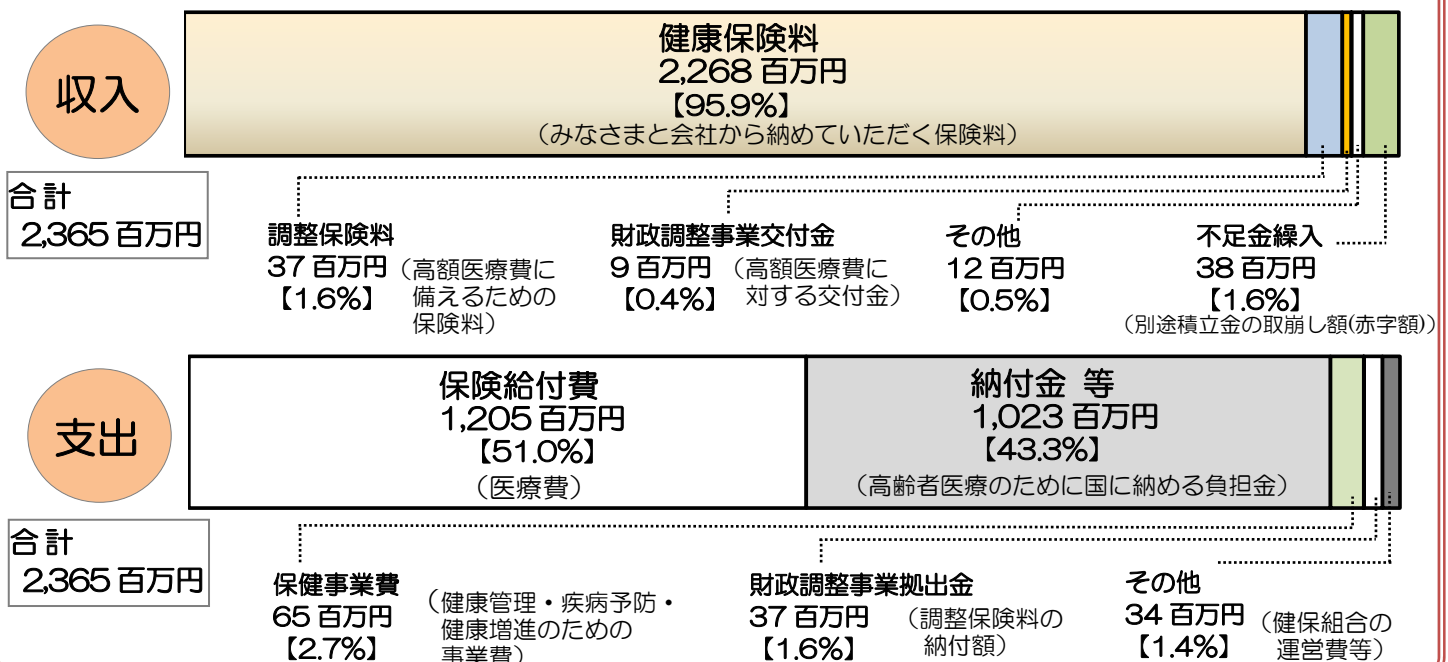 収入
健康保険料
2,268 百万円
【95.9%】
（みなさまと会社から納めていただく保険料）
合計
2,365 百万円
調整保険料
37 百万円
【1.6%】
（高額医療費に
備えるための
保険料）
財政調整事業交付金
9 百万円
【0.4%】
（高額医療費に
対する交付金）
その他
12 百万円
【0.5%】
不足金繰入
38 百万円
【1.6%】
（別途積立金の取崩し額(赤字額)）
支出
保険給付費
1,205 百万円
【51.0%】
（医療費）
納付金 等
1,023 百万円
【43.3%】
（高齢者医療のために国に納める負担金）
合計
2,365 百万円
保健事業費
65 百万円
【2.7%】
（健康管理・疾病予防・
健康増進のための
事業費）
財政調整事業拠出金
37 百万円
【1.6%】
（調整保険料の
納付額）
その他
34 百万円
【1.4%】
（健保組合の
運営費等）